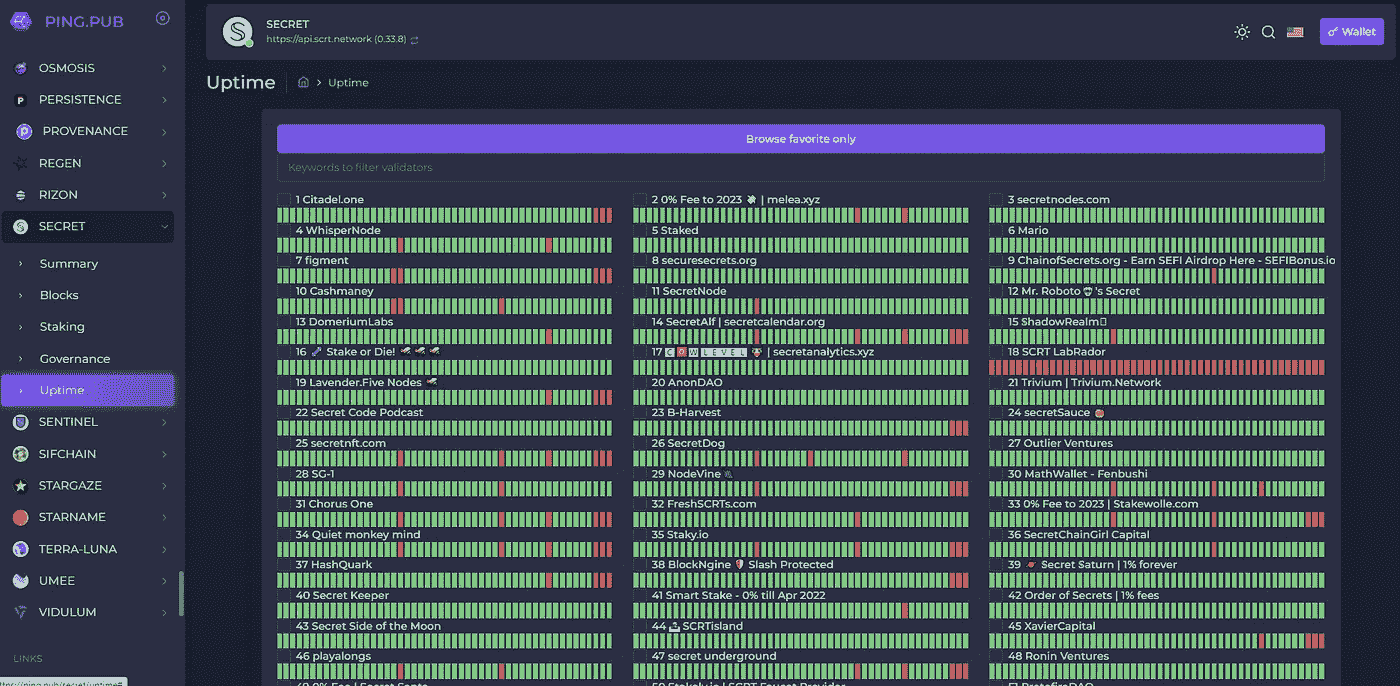 PING.PUB
OSMOSIS
PERSISTENCE
PROVENANCE
REGEN
RIZON
SECRET
Summary
Blocks
Staking
Governance
Uptime
SENTINEL
SIFCHAIN
STARGAZE
STARNAME
TERRA-LUNA
UMEE
VIDULUM
LINKS
SECRET
https://api.scrt.network (0.33.8)
Wallet
Uptime
Uptime
Browse favorite only
Keywords to filter validators
1 Citadel.one
2 0% Fee to 2023 | melea.xyz
3 secretnodes.com
4 WhisperNode
5 Staked
6 Mario
7 figment
8 securesecrets.org
9 ChainofSecrets.org - Earn SEFI Airdrop Here - SEFIBonus.io
10 Cashmaney
11 SecretNode
12 Mr. Roboto 's Secret
13 DomeriumLabs
14 SecretAlf | secretcalendar.org
15 ShadowRealm
16 Stake or Die!
17 C O W L E V E L | secretanalytics.xyz
18 SCRT LabRador
19 Lavender.Five Nodes
20 AnonDAO
21 Trivium | Trivium.Network
22 Secret Code Podcast
23 B-Harvest
24 secretSauce
25 secretnft.com
26 SecretDog
27 Outlier Ventures
28 SG-1
29 NodeVine
30 MathWallet - Fenbushi
31 Chorus One
32 FreshSCRTs.com
33 0% Fee to 2023 | Stakewolle.com
34 Quiet monkey mind
35 Staky.io
36 SecretChainGirl Capital
37 HashQuark
38 BlockNgine Slash Protected
39 Secret Saturn | 1% forever
40 Secret Keeper
41 Smart Stake - 0% till Apr 2022
42 Order of Secrets | 1% fees
43 Secret Side of the Moon
44 SCRTisland
45 XavierCapital
46 playalongs
47 secret underground
48 Ronin Ventures